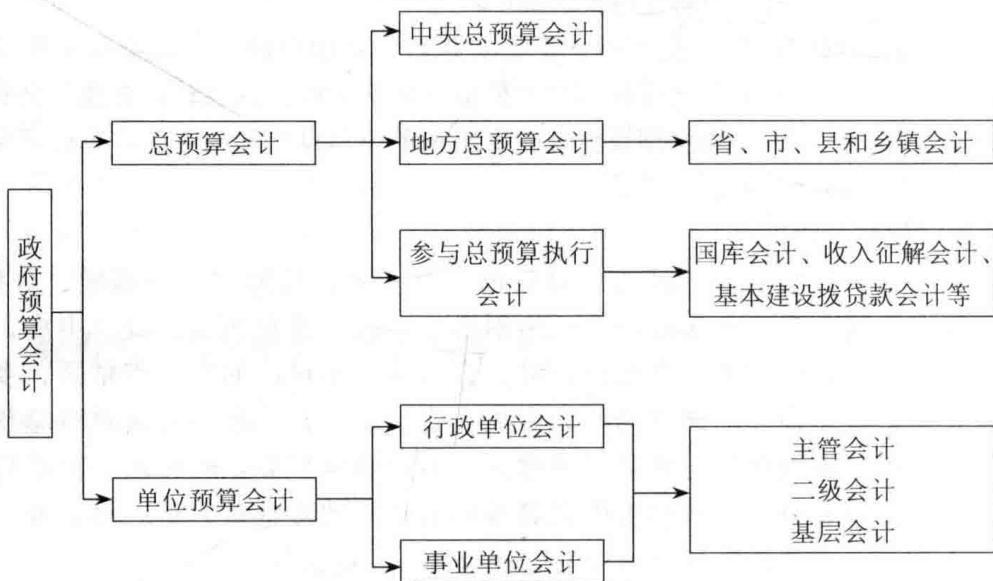 中央总预算会计
总预算会计
地方总预算会计
省、市、县和乡镇会计
政府预算会计
参与总预算执行
会计
国库会计、收入征解会计、
基本建设拨贷款会计等
行政单位会计
单位预算会计
事业单位会计
主管会计
二级会计
基层会计